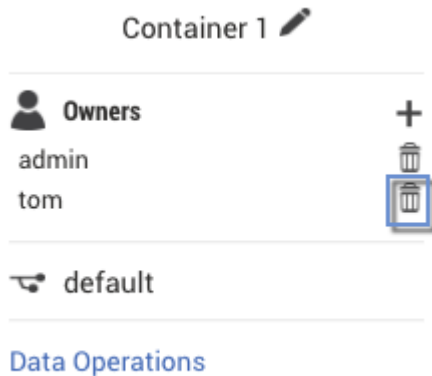 Container 1
Owners
admin
tom
default
Data Operations